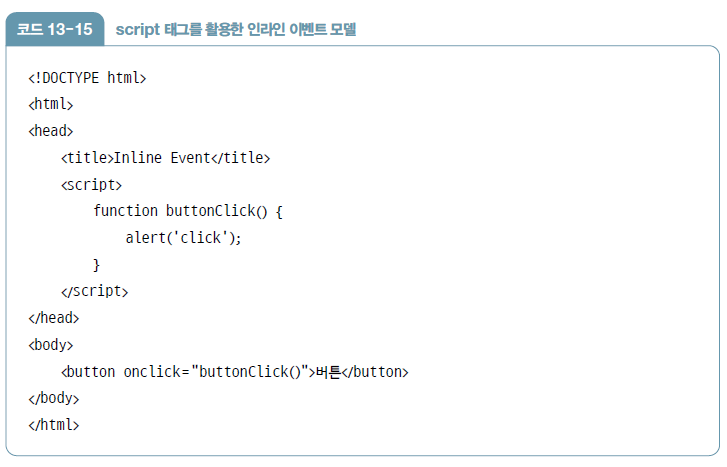 코드 13-15 script 태그를 활용한 인라인 이벤트 모델
<!DOCTYPE html>
<html>
<head>
    <title>Inline Event</title>
    <script>
        function buttonClick() {
            alert('click');
        }
    </script>
</head>
<body>
    <button onclick="buttonClick()">버튼</button>
</body>
</html>